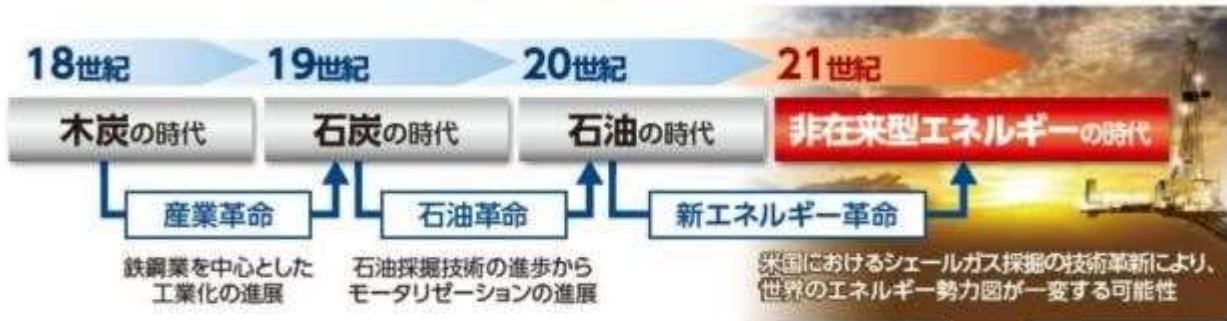 18世紀
19世紀
20世紀
21世紀
木炭の時代
石炭の時代
石油の時代
非在来型エネルギーの時代
産業革命
石油革命
新エネルギー革命
鉄鋼業を中心とした
工業化の進展
石油採掘技術の進歩から
モータリゼーションの進展
米国におけるシェールガス採掘の技術革新により、
世界のエネルギー勢力図が一変する可能性